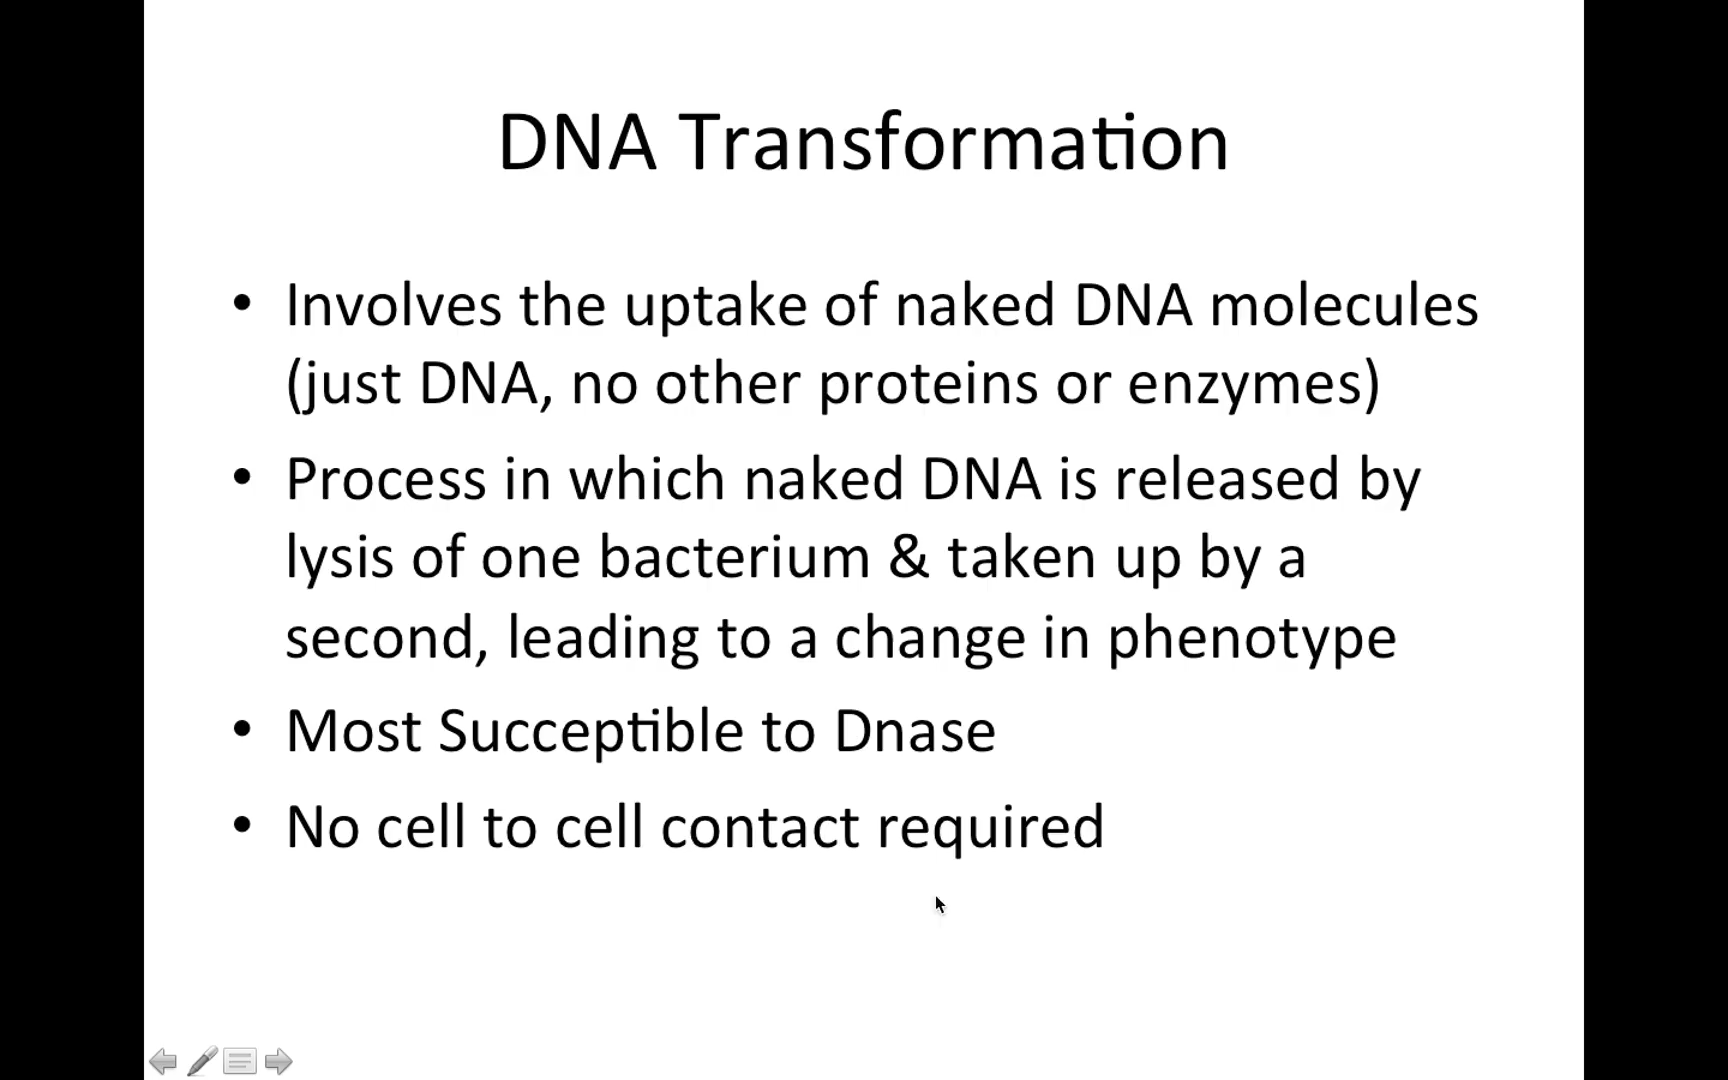 DNA Transformation
• Involves the uptake of naked DNA molecules
(just DNA, no other proteins or enzymes)
• Process in which naked DNA is released by
lysis of one bacterium & taken up by a
second, leading to a change in phenotype
• Most Succeptible to Dnase
• No cell to cell contact required